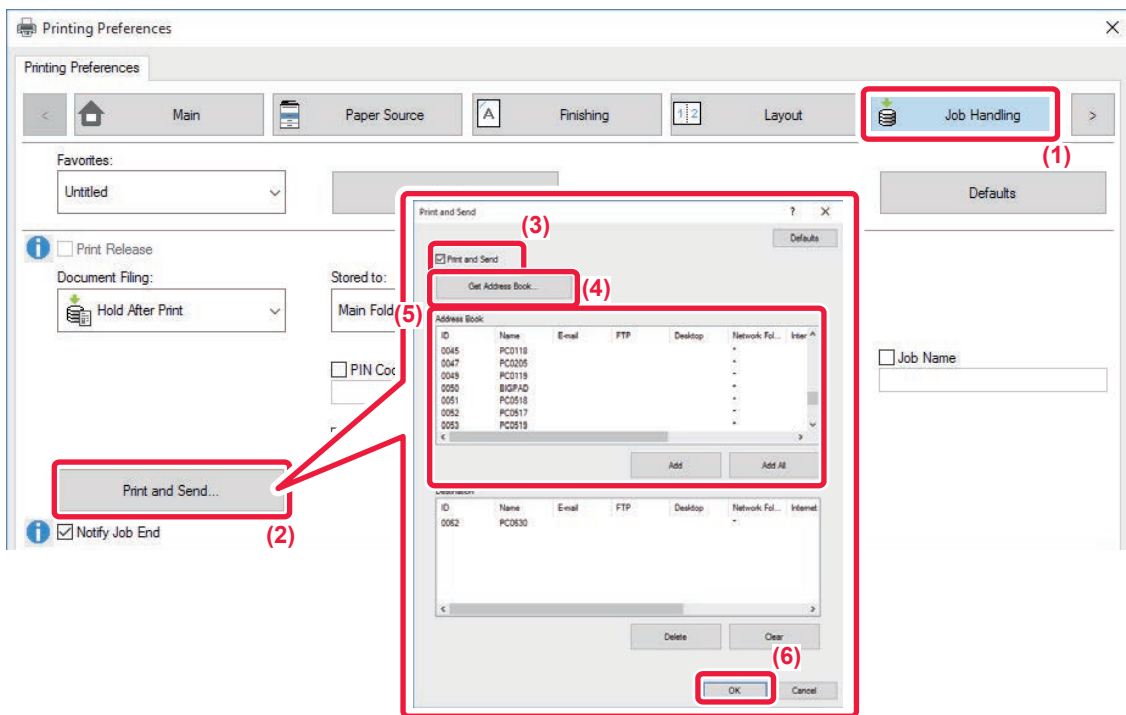 Printing Preferences
Printing Preferences
< Main Paper Source Finishing Layout Job Handling >
(1)
Favorites:
Untitled
Defaults
Print and Send ? X
(3)
Defaults
Print Release
Print and Send
Document Filing:
Stored to:
Get Address Book...
(4)
Hold After Print
Main Fold
(5)
Address Book
ID Name E-mail FTP Desktop Network Fol... Inter
0045 PC0118 *
0047 PC0205 *
0049 PC0119 *
0050 BIGPAD *
0051 PC0518 *
0052 PC0517 *
0053 PC0519 *
PIN Coo
Job Name
Add Add All
Print and Send...
(2)
ID Name E-mail FTP Desktop Network Fol... Internet
0062 PC0630 *
Notify Job End
Delete Clear
(6)
OK Cancel